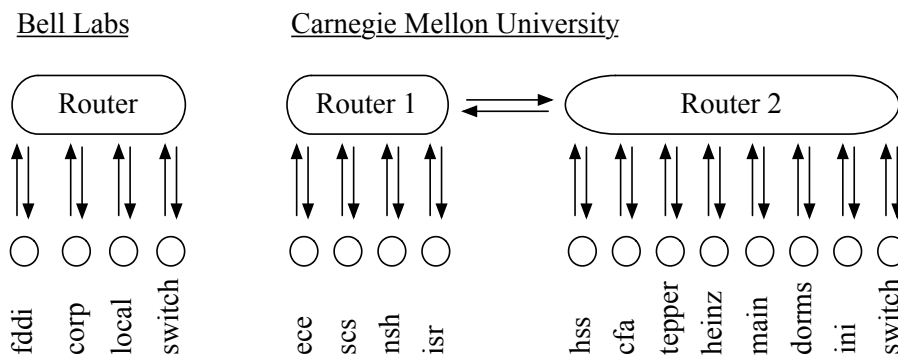 Bell Labs
Carnegie Mellon University
Router
Router 1
Router 2
fddi
corp
local
switch
ece
scs
nsh
isr
hss
cfa
tepper
heinz
main
dorms
ini
switch